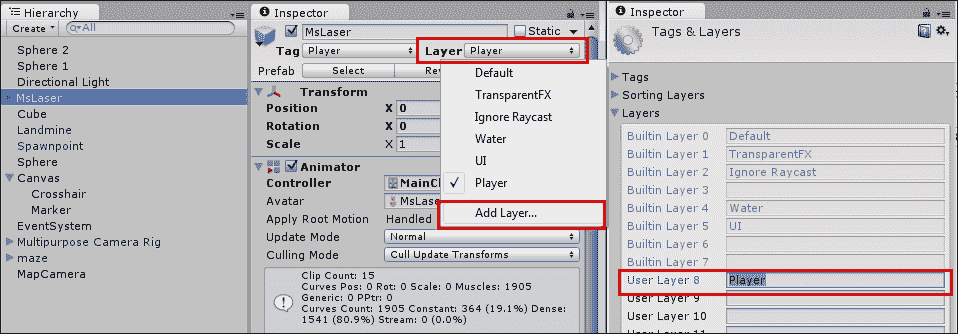 Hierarchy
Create
All
Sphere 2
Sphere 1
Directional Light
MsLaser
Cube
Landmine
Spawnpoint
Sphere
Canvas
Crosshair
Marker
EventSystem
Multipurpose Camera Rig
maze
MapCamera
Inspector
MsLaser
Static
Tag Player Layer Player
Prefab Select
Transform
Position X 0
Rotation X 0
Scale X 1
Animator
Controller
Avatar MsLase
Apply Root Motion Handled
Update Mode Normal
Culling Mode Cull Update Transforms
Clip Count: 15
Curves Pos: 0 Rot: 0 Scale: 0 Muscles: 1905
Generic: 0 PPtr: 0
Curves Count: 1905 Constant: 364 (19.1%) Dense:
1541 (80.9%) Stream: 0 (0.0%)
Default
TransparentFX
Ignore Raycast
Water
UI
Player
Add Layer...
Inspector
Tags & Layers
Tags
Sorting Layers
Layers
Builtin Layer 0 Default
Builtin Layer 1 TransparentFX
Builtin Layer 2 Ignore Raycast
Builtin Layer 3
Builtin Layer 4 Water
Builtin Layer 5 UI
Builtin Layer 6
Builtin Layer 7
User Layer 8 Player
User Layer 9
User Layer 10